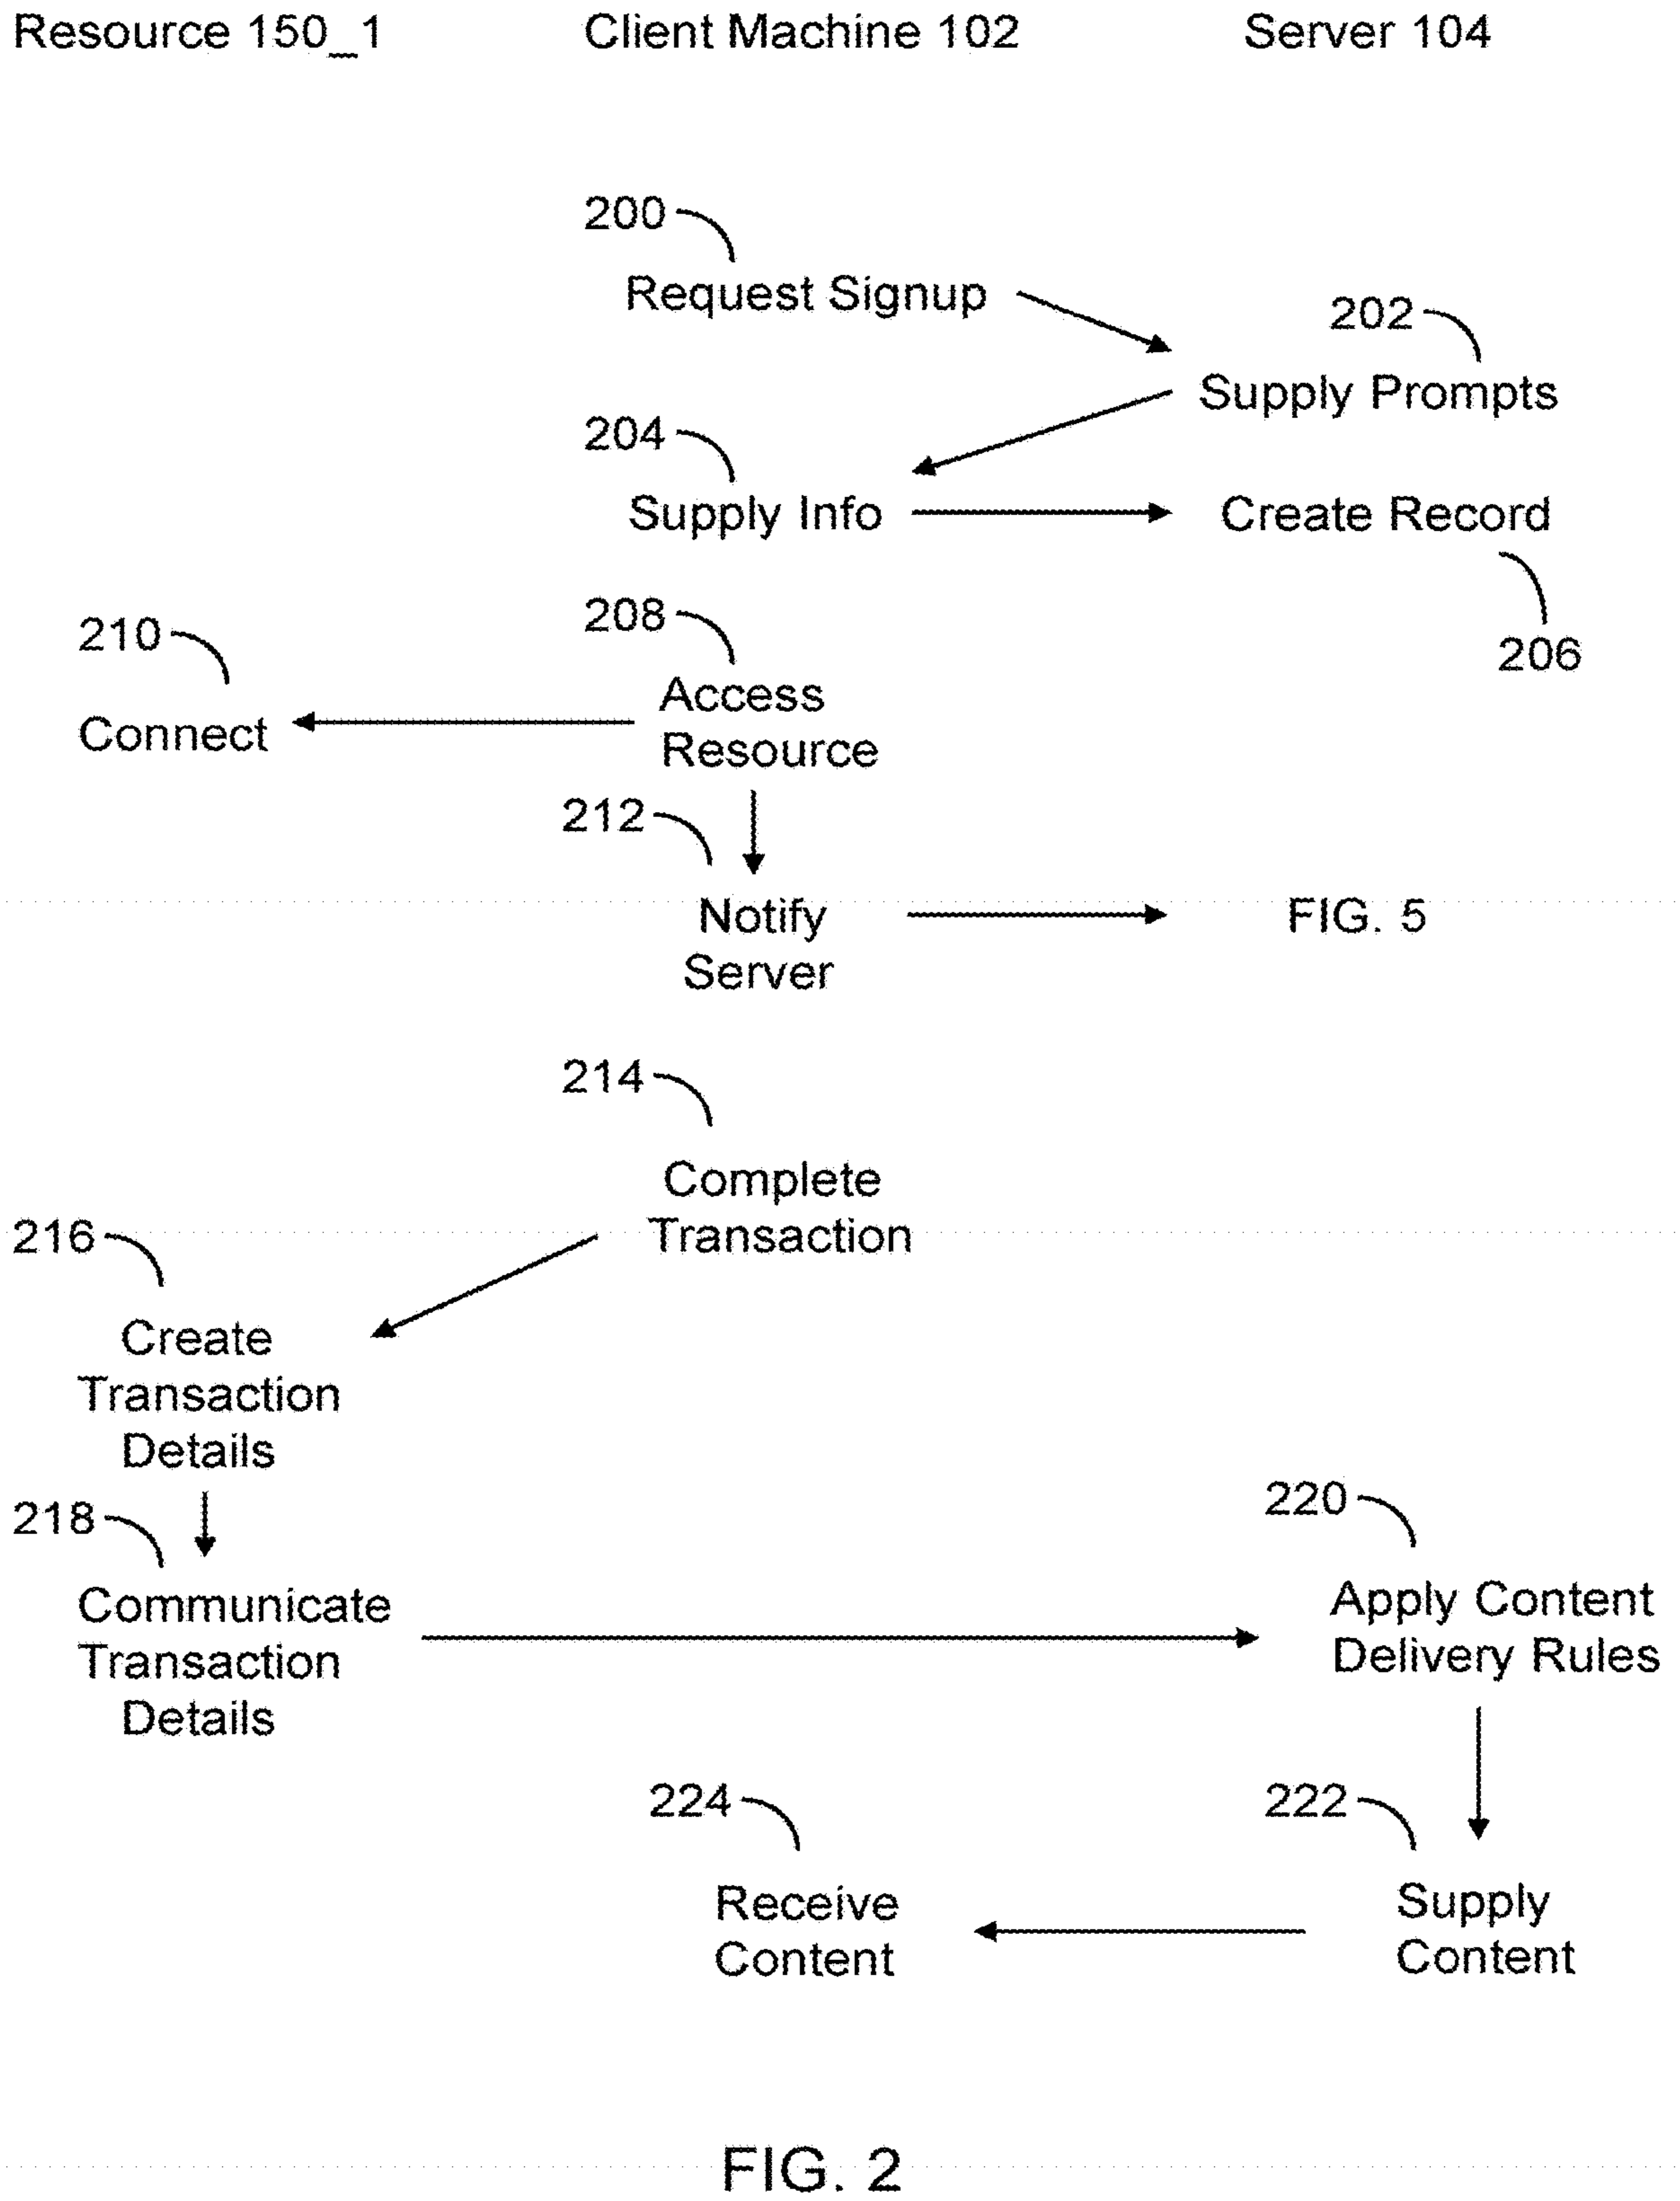 Resource 150_1
Client Machine 102
Server 104
200
Request Signup
202
Supply Prompts
204
Supply Info
Create Record
206
208
Access
Resource
210
Connect
212
Notify
Server
FIG. 5
214
Complete
Transaction
216
Create
Transaction
Details
218
Communicate
Transaction
Details
220
Apply Content
Delivery Rules
222
Supply
Content
224
Receive
Content
FIG. 2